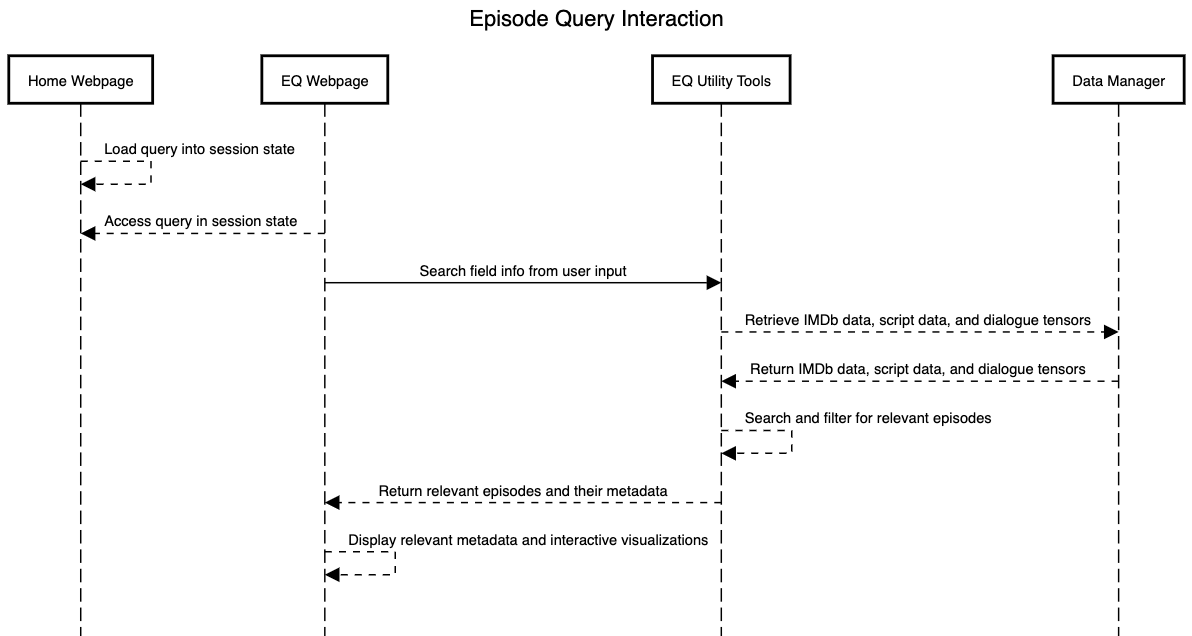 Episode Query Interaction
Home Webpage
EQ Webpage
EQ Utility Tools
Data Manager
Load query into session state
Access query in session state
Search field info from user input
Retrieve IMDb data, script data, and dialogue tensors
Return IMDb data, script data, and dialogue tensors
Search and filter for relevant episodes
Return relevant episodes and their metadata
Display relevant metadata and interactive visualizations